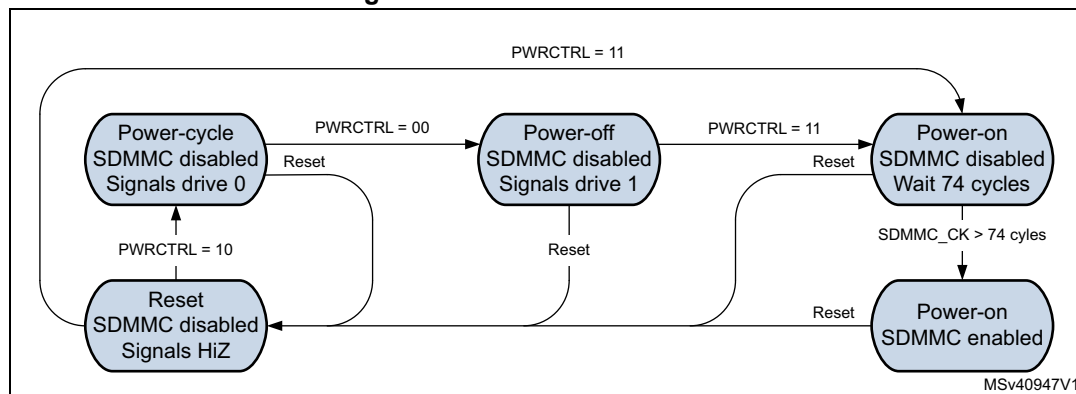 PWRCTRL = 11
Power-cycle
SDMMC disabled
Signals drive 0
PWRCTRL = 00
Reset
Power-off
SDMMC disabled
Signals drive 1
PWRCTRL = 11
Reset
Power-on
SDMMC disabled
Wait 74 cycles
PWRCTRL = 10
Reset
SDMMC_CK > 74 cyles
Reset
SDMMC disabled
Signals HiZ
Reset
Power-on
SDMMC enabled
MSv40947V1